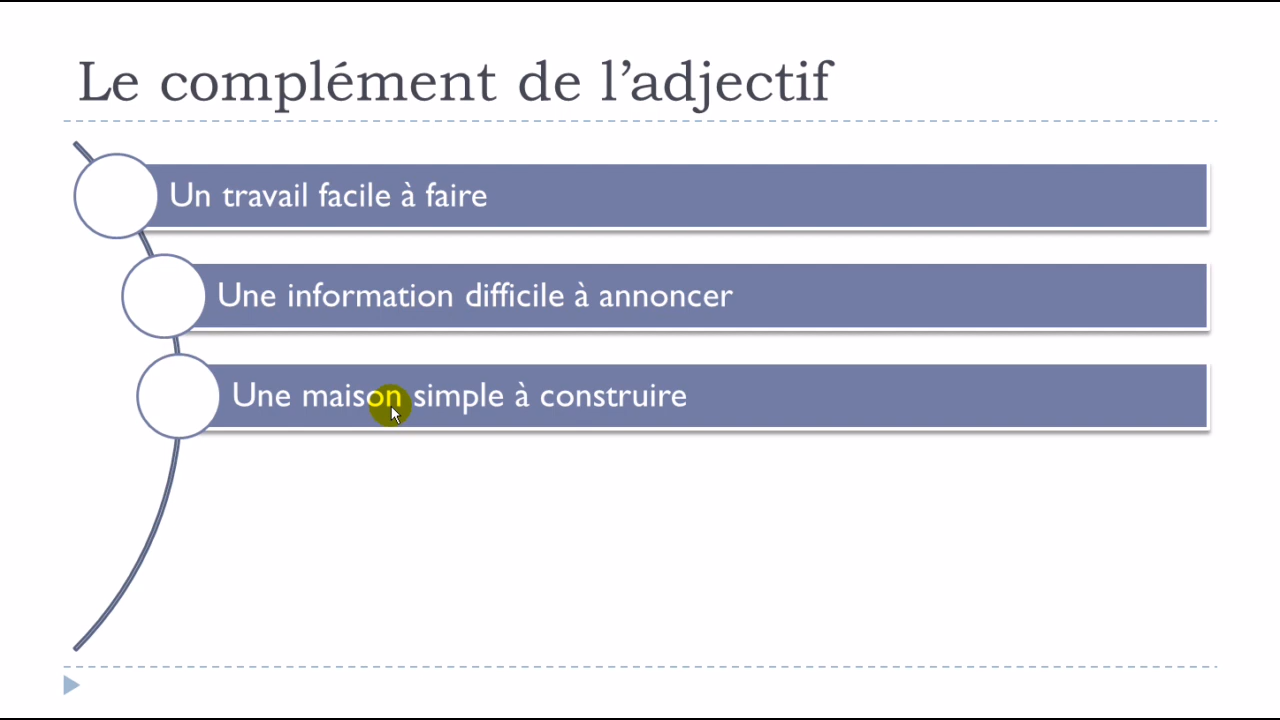 Le complément de l’adjectif
Un travail facile à faire
Une information difficile à annoncer
Une maison simple à construire